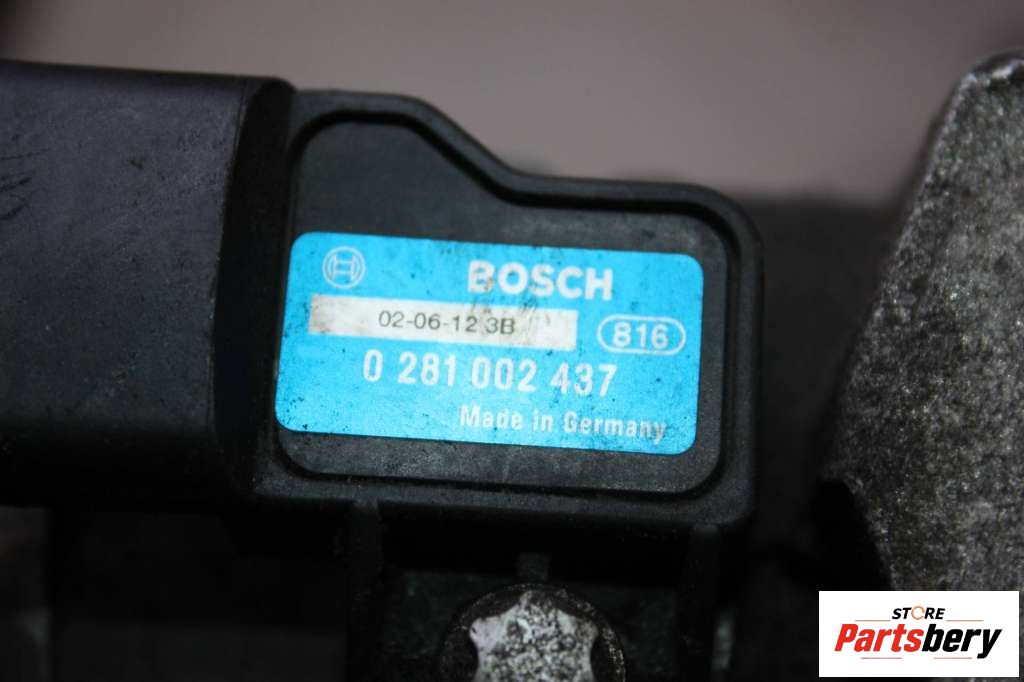 BOSCH
02-06-12 3B
816
0 281 002 437
Made in Germany
STORE
Partsbery